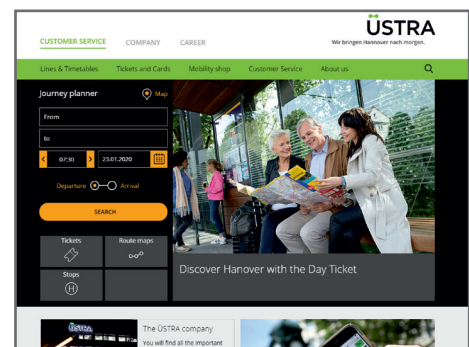 ÜSTRA
Wir bringen Hannover nach morgen.
CUSTOMER SERVICE COMPANY CAREER
Lines & Timetables Tickets and Cards Mobility shop Customer Service About us
Journey planner Map
From
to
< 07:30 > 23.01.2020
Departure Arrival
SEARCH
Tickets Route maps
Stops
H
Discover Hanover with the Day Ticket
ÜSTRA
The ÜSTRA company
You will find all the important